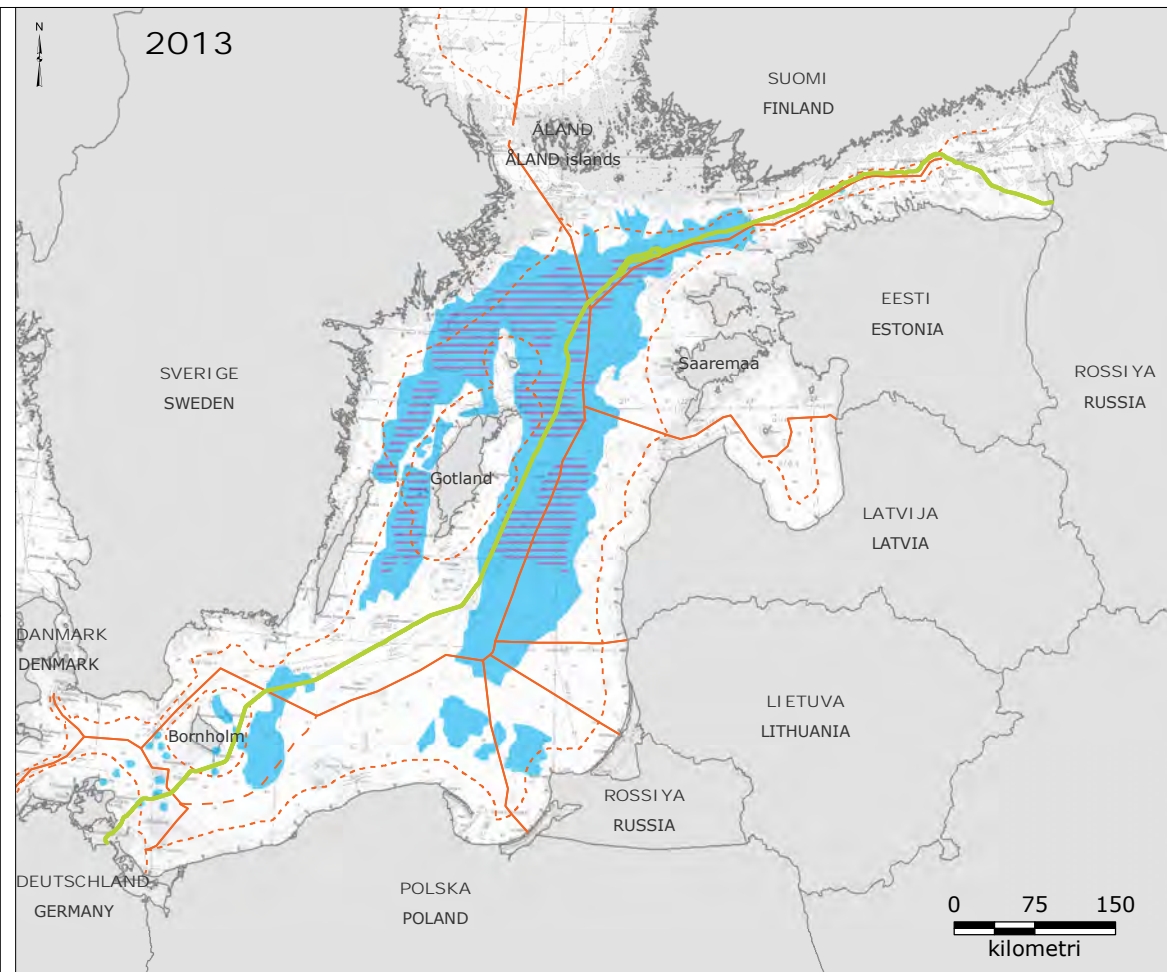 N
2013
SUOMI
FINLAND
ÅLAND
ÅLAND islands
EESTI
ESTONIA
Saaremaa
ROSSIYA
RUSSIA
SVERIGE
SWEDEN
Gotland
LATVIJA
LATVIA
DANMARK
DENMARK
LIETUVA
LITHUANIA
Bornholm
ROSSIYA
RUSSIA
DEUTSCHLAND
GERMANY
POLSKA
POLAND
0 75 150
kilometri